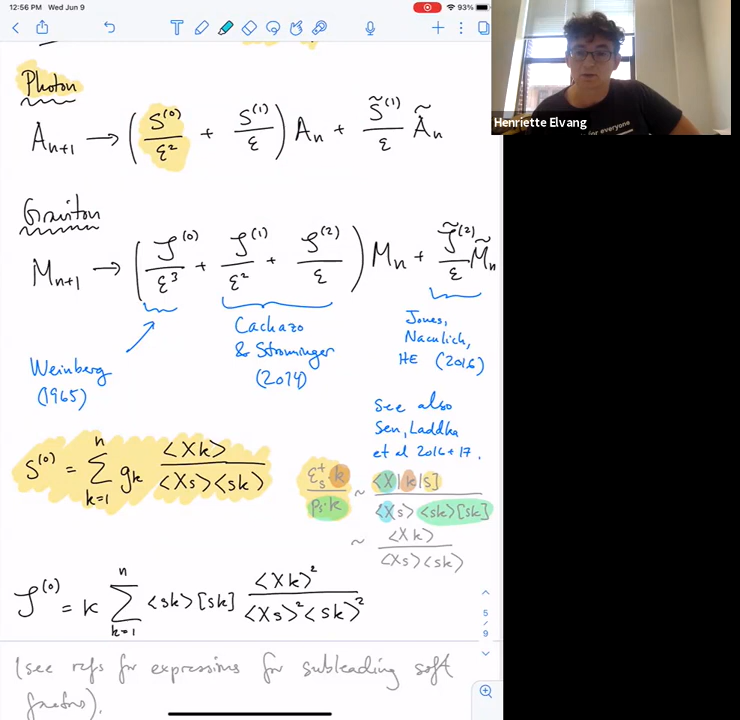 12:56 PM Wed Jun 9
93%
Photon
A_{n+1} → ( S^{(0)}/ε² + S^{(1)}/ε ) A_n + S̃^{(1)}/ε Ã_n
Graviton
M_{n+1} → ( 𝒮^{(0)}/ε³ + 𝒮^{(1)}/ε² + 𝒮^{(2)}/ε ) M_n + 𝒮̃^{(2)}/ε M̃_n
Weinberg
(1965)
Cachazo
& Strominger
(2014)
Jones,
Naculich,
HE (2016)
See also
Sen, Laddha
et al 2016+17.
S^{(0)} = Σ_{k=1}^{n} g_k <Xk>/<Xs><sk>
ε_s^+ · k / p_s · k ~ <X|k|s] / <Xs><sk>[sk]
~ <Xk>/<Xs><sk>
𝒮^{(0)} = κ Σ_{k=1}^{n} <sk>[sk] <Xk>²/<Xs>²<sk>²
(see refs for expressions for subleading soft
factors).
5
9
Henriette Elvang
for everyone